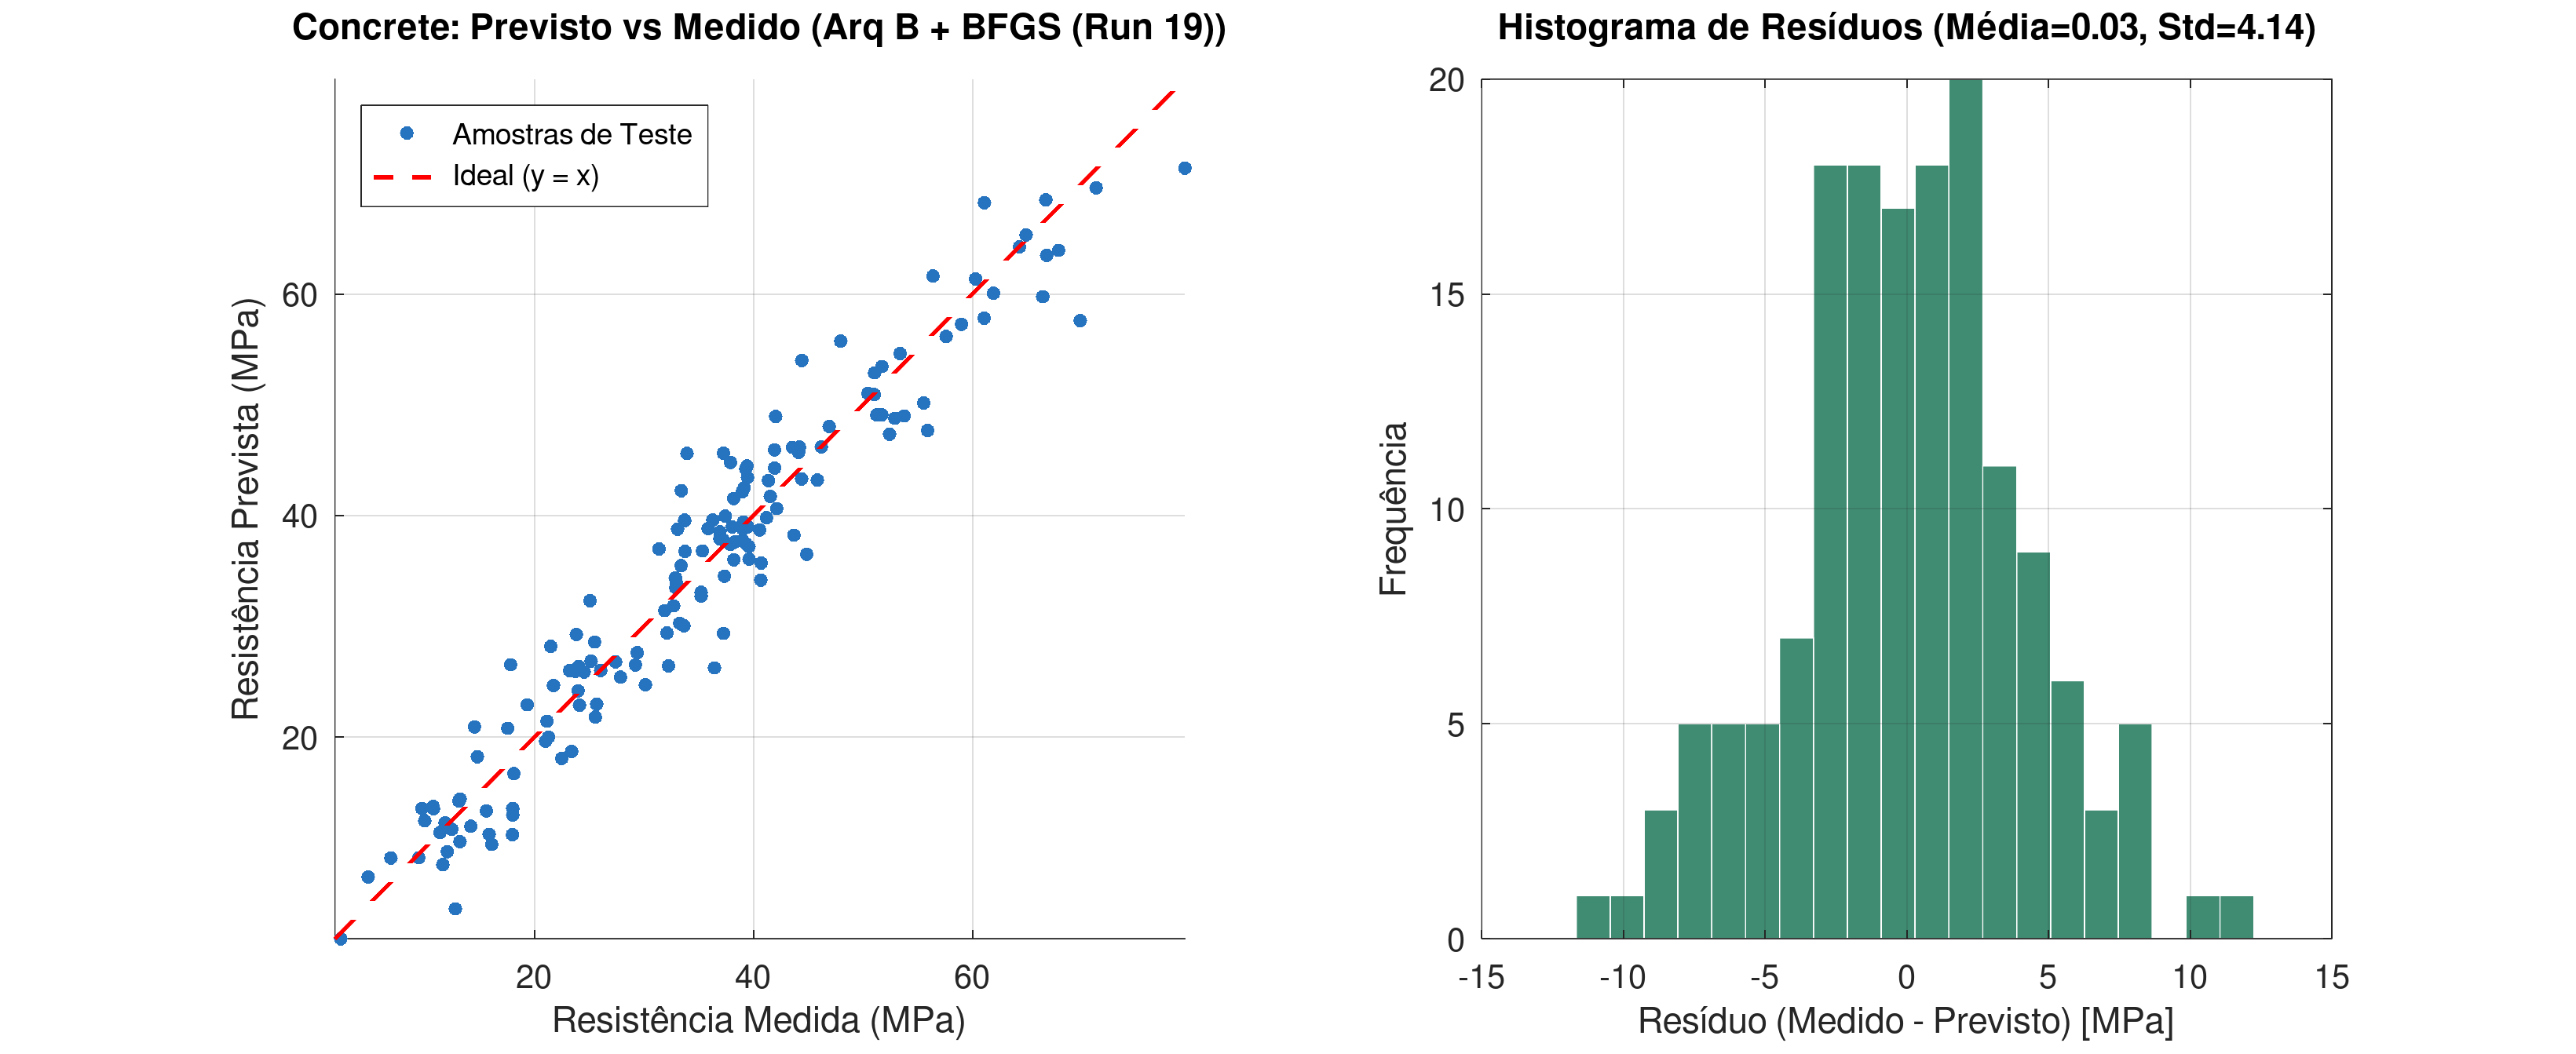 Concrete: Previsto vs Medido (Arq B + BFGS (Run 19))
Amostras de Teste
Ideal (y = x)
Resistência Prevista (MPa)
60
40
20
20 40 60
Resistência Medida (MPa)
Histograma de Resíduos (Média=0.03, Std=4.14)
Frequência
20
15
10
5
0
-15 -10 -5 0 5 10 15
Resíduo (Medido - Previsto) [MPa]